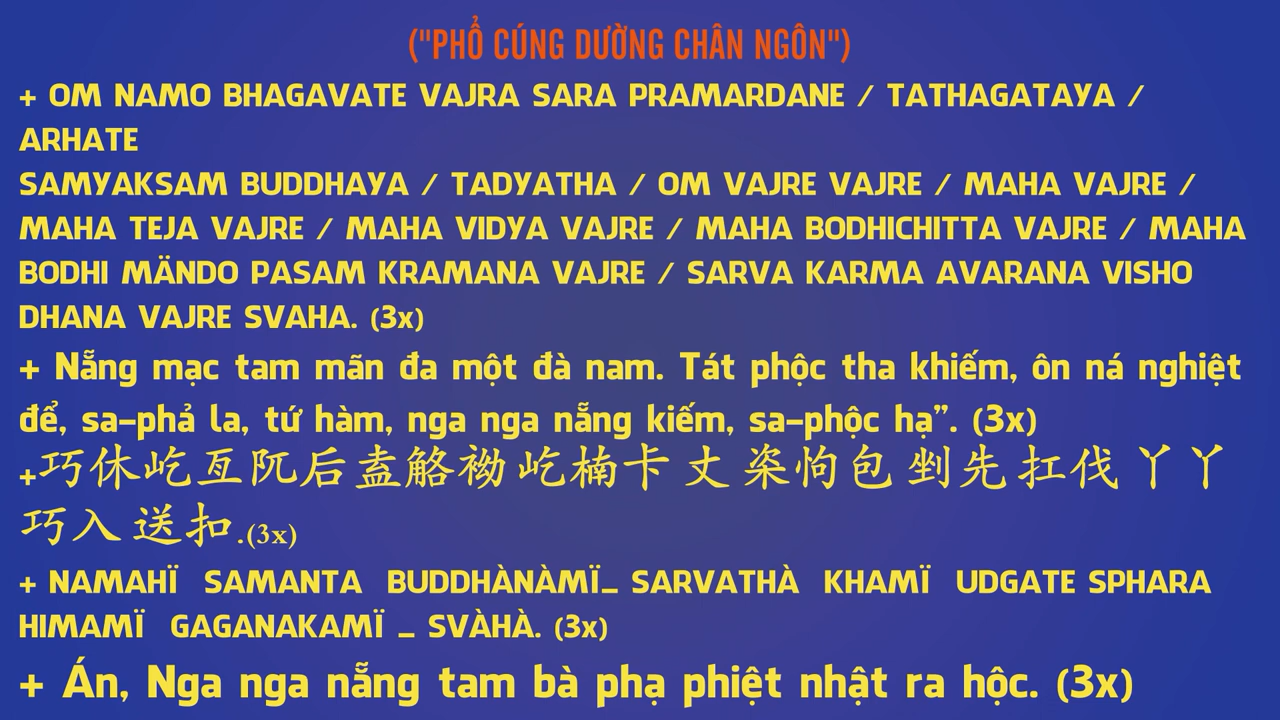 ("PHỔ CÚNG DƯỜNG CHÂN NGÔN")
+ OM NAMO BHAGAVATE VAJRA SARA PRAMARDANE / TATHAGATAYA /
ARHATE
SAMYAKSAM BUDDHAYA / TADYATHA / OM VAJRE VAJRE / MAHA VAJRE /
MAHA TEJA VAJRE / MAHA VIDYA VAJRE / MAHA BODHICHITTA VAJRE / MAHA
BODHI MÄNDO PASAM KRAMANA VAJRE / SARVA KARMA AVARANA VISHO
DHANA VAJRE SVAHA. (3x)
+ Nẵng mạc tam mãn đa một đà nam. Tát phộc tha khiếm, ôn ná nghiệt
để, sa-phả la, tứ hàm, nga nga nẵng kiếm, sa-phộc hạ”. (3x)
+巧休屹亙阢后盍觡袎屹楠卡丈桼怐包剉先扛伐丫丫
巧入送扣.(3x)
+ NAMAHÏ SAMANTA BUDDHÀNÀMÏ_ SARVATHÀ KHAMÏ UDGATE SPHARA
HIMAMÏ GAGANAKAMÏ _ SVÀHÀ. (3x)
+ Án, Nga nga nẵng tam bà phạ phiệt nhật ra hộc. (3x)